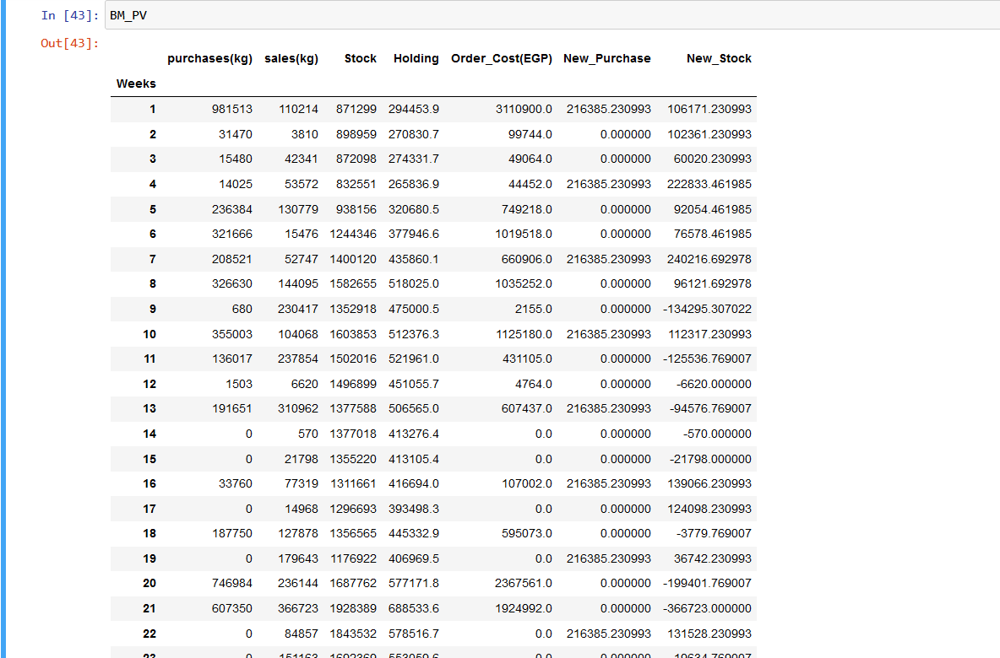 In [43]: BM_PV
Out[43]:
purchases(kg) sales(kg) Stock Holding Order_Cost(EGP) New_Purchase New_Stock
Weeks
1 981513 110214 871299 294453.9 3110900.0 216385.230993 106171.230993
2 31470 3810 898959 270830.7 99744.0 0.000000 102361.230993
3 15480 42341 872098 274331.7 49064.0 0.000000 60020.230993
4 14025 53572 832551 265836.9 44452.0 216385.230993 222833.461985
5 236384 130779 938156 320680.5 749218.0 0.000000 92054.461985
6 321666 15476 1244346 377946.6 1019518.0 0.000000 76578.461985
7 208521 52747 1400120 435860.1 660906.0 216385.230993 240216.692978
8 326630 144095 1582655 518025.0 1035252.0 0.000000 96121.692978
9 680 230417 1352918 475000.5 2155.0 0.000000 -134295.307022
10 355003 104068 1603853 512376.3 1125180.0 216385.230993 112317.230993
11 136017 237854 1502016 521961.0 431105.0 0.000000 -125536.769007
12 1503 6620 1496899 451055.7 4764.0 0.000000 -6620.000000
13 191651 310962 1377588 506565.0 607437.0 216385.230993 -94576.769007
14 0 570 1377018 413276.4 0.0 0.000000 -570.000000
15 0 21798 1355220 413105.4 0.0 0.000000 -21798.000000
16 33760 77319 1311661 416694.0 107002.0 216385.230993 139066.230993
17 0 14968 1296693 393498.3 0.0 0.000000 124098.230993
18 187750 127878 1356565 445332.9 595073.0 0.000000 -3779.769007
19 0 179643 1176922 406969.5 0.0 216385.230993 36742.230993
20 746984 236144 1687762 577171.8 2367561.0 0.000000 -199401.769007
21 607350 366723 1928389 688533.6 1924992.0 0.000000 -366723.000000
22 0 84857 1843532 578516.7 0.0 216385.230993 131528.230993